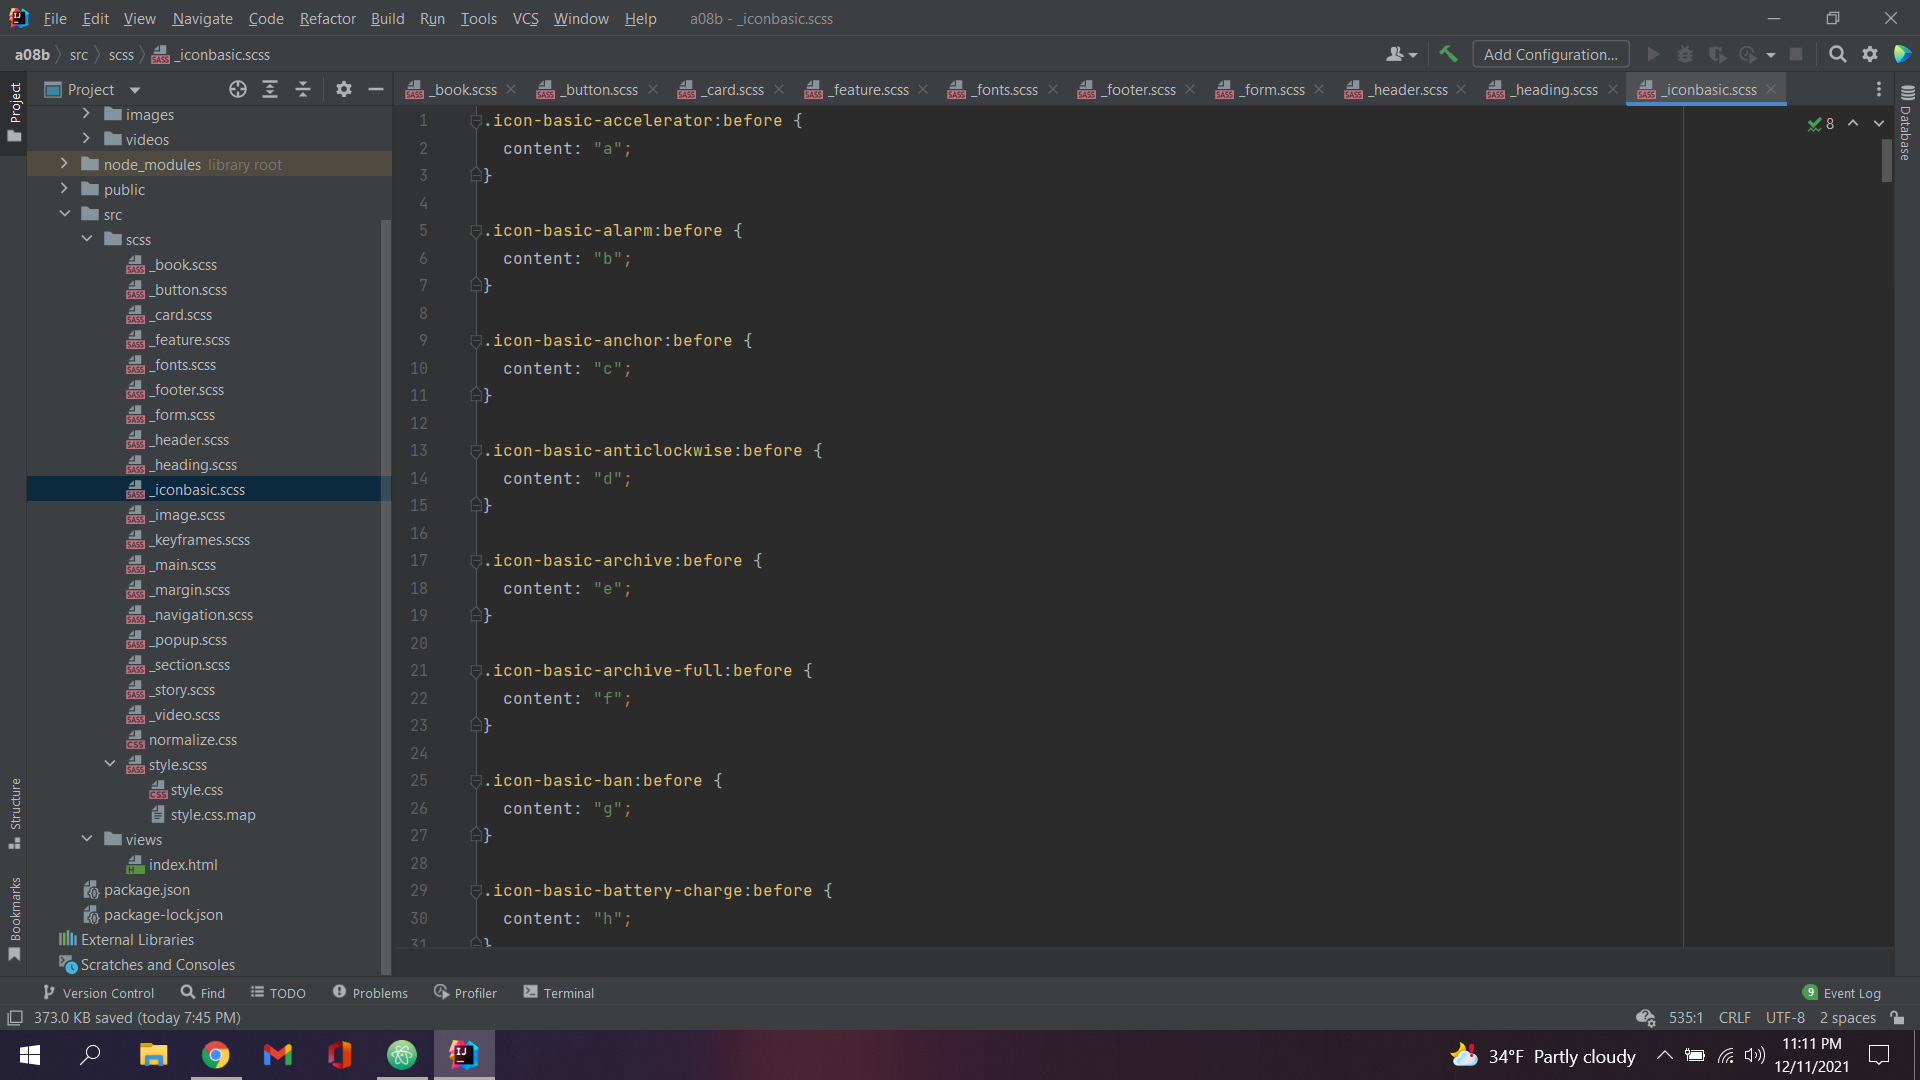 File Edit View Navigate Code Refactor Build Run Tools VCS Window Help a08b - _iconbasic.scss
a08b src scss _iconbasic.scss Add Configuration...
Project
Project
_book.scss _button.scss _card.scss _feature.scss _fonts.scss _footer.scss _form.scss _header.scss _heading.scss _iconbasic.scss
Database
8
images
videos
node_modules library root
public
src
scss
_book.scss
_button.scss
_card.scss
_feature.scss
_fonts.scss
_footer.scss
_form.scss
_header.scss
_heading.scss
_iconbasic.scss
_image.scss
_keyframes.scss
_main.scss
_margin.scss
_navigation.scss
_popup.scss
_section.scss
_story.scss
_video.scss
normalize.css
style.scss
style.css
style.css.map
views
index.html
package.json
package-lock.json
External Libraries
Scratches and Consoles
Structure
Bookmarks
1 .icon-basic-accelerator:before {
2 content: "a";
3 }
4
5 .icon-basic-alarm:before {
6 content: "b";
7 }
8
9 .icon-basic-anchor:before {
10 content: "c";
11 }
12
13 .icon-basic-anticlockwise:before {
14 content: "d";
15 }
16
17 .icon-basic-archive:before {
18 content: "e";
19 }
20
21 .icon-basic-archive-full:before {
22 content: "f";
23 }
24
25 .icon-basic-ban:before {
26 content: "g";
27 }
28
29 .icon-basic-battery-charge:before {
30 content: "h";
31 }
Version Control Find TODO Problems Profiler Terminal 9 Event Log
373.0 KB saved (today 7:45 PM) 535:1 CRLF UTF-8 2 spaces
34°F Partly cloudy
11:11 PM
12/11/2021